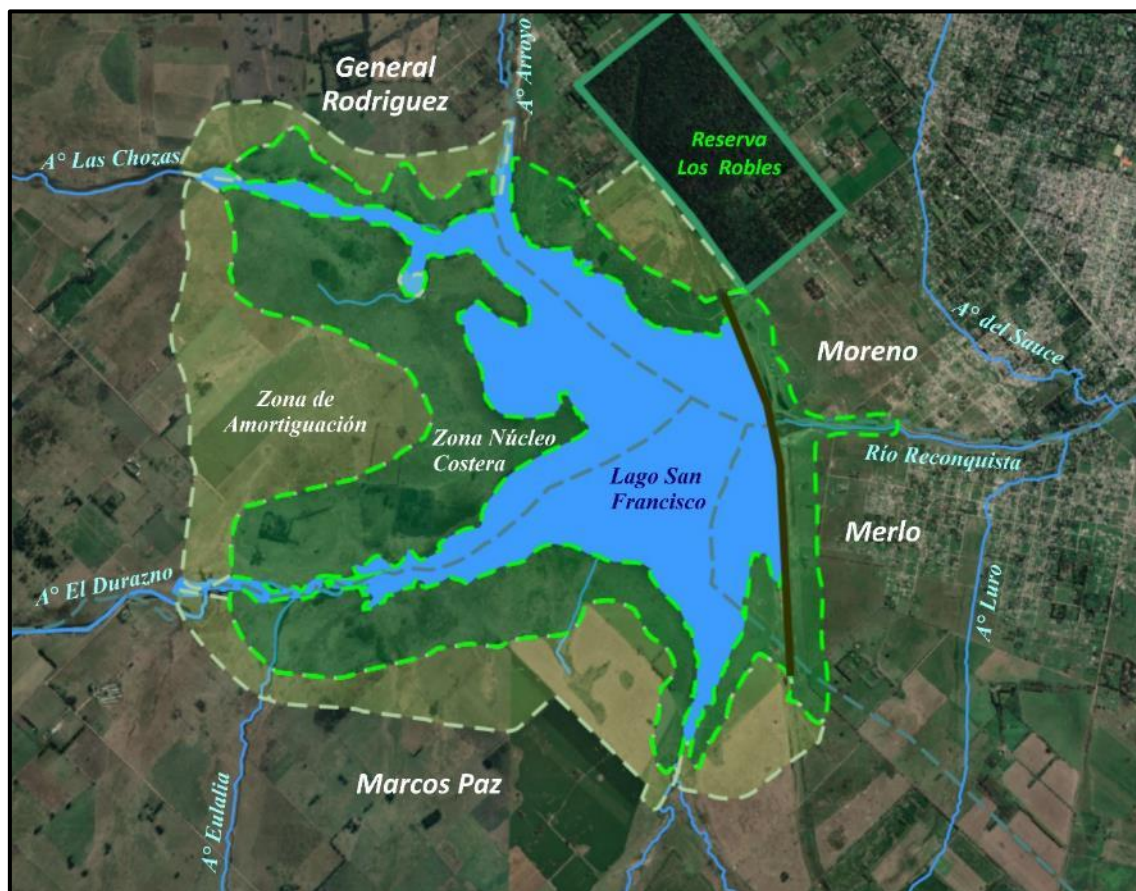 General
Rodriguez
A° Arroyo
Reserva
Los Robles
A° Las Chozas
A° del Sauce
Moreno
Zona de
Amortiguación
Zona Núcleo
Costera
Río Reconquista
Lago San
Francisco
Merlo
A° El Durazno
A° Luro
Marcos Paz
A° Eulalia